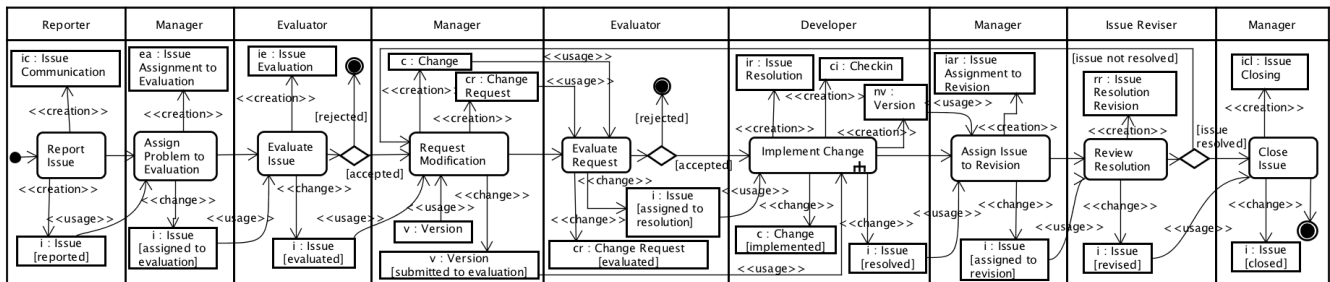 Reporter
Manager
Evaluator
Manager
Evaluator
Developer
Manager
Issue Reviser
Manager
ic : Issue
Communication
<<creation>>
Report
Issue
<<creation>>
<<usage>>
i : Issue
[reported]
ea : Issue
Assignment to
Evaluation
<<creation>>
Assign
Problem to
Evaluation
<<change>>
<<usage>>
i : Issue
[assigned to
evaluation]
ie : Issue
Evaluation
<<creation>>
[rejected]
Evaluate
Issue
[accepted]
<<change>>
<<usage>>
i : Issue
[evaluated]
c : Change
<<usage>>
cr : Change
Request
<<usage>>
<<creation>>
<<creation>>
Request
Modification
<<usage>>
<<change>>
v : Version
v : Version
[submitted to evaluation]
<<usage>>
[rejected]
Evaluate
Request
[accepted]
<<change>>
<<change>>
<<usage>>
i : Issue
[assigned to
resolution]
cr : Change Request
[evaluated]
ir : Issue
Resolution
ci : Checkin
nv :
Version
<<creation>>
<<creation>>
<<creation>>
Implement Change
<<change>>
<<change>>
c : Change
[implemented]
i : Issue
[resolved]
<<usage>>
iar : Issue
Assignment to
Revision
<<usage>>
<<creation>>
Assign Issue
to Revision
<<change>>
<<usage>>
i : Issue
[assigned to
revision]
[issue not resolved]
rr : Issue
Resolution
Revision
<<creation>>
Review
Resolution
[issue
resolved]
<<change>>
<<usage>>
i : Issue
[revised]
icl : Issue
Closing
<<creation>>
Close
Issue
<<change>>
i : Issue
[closed]